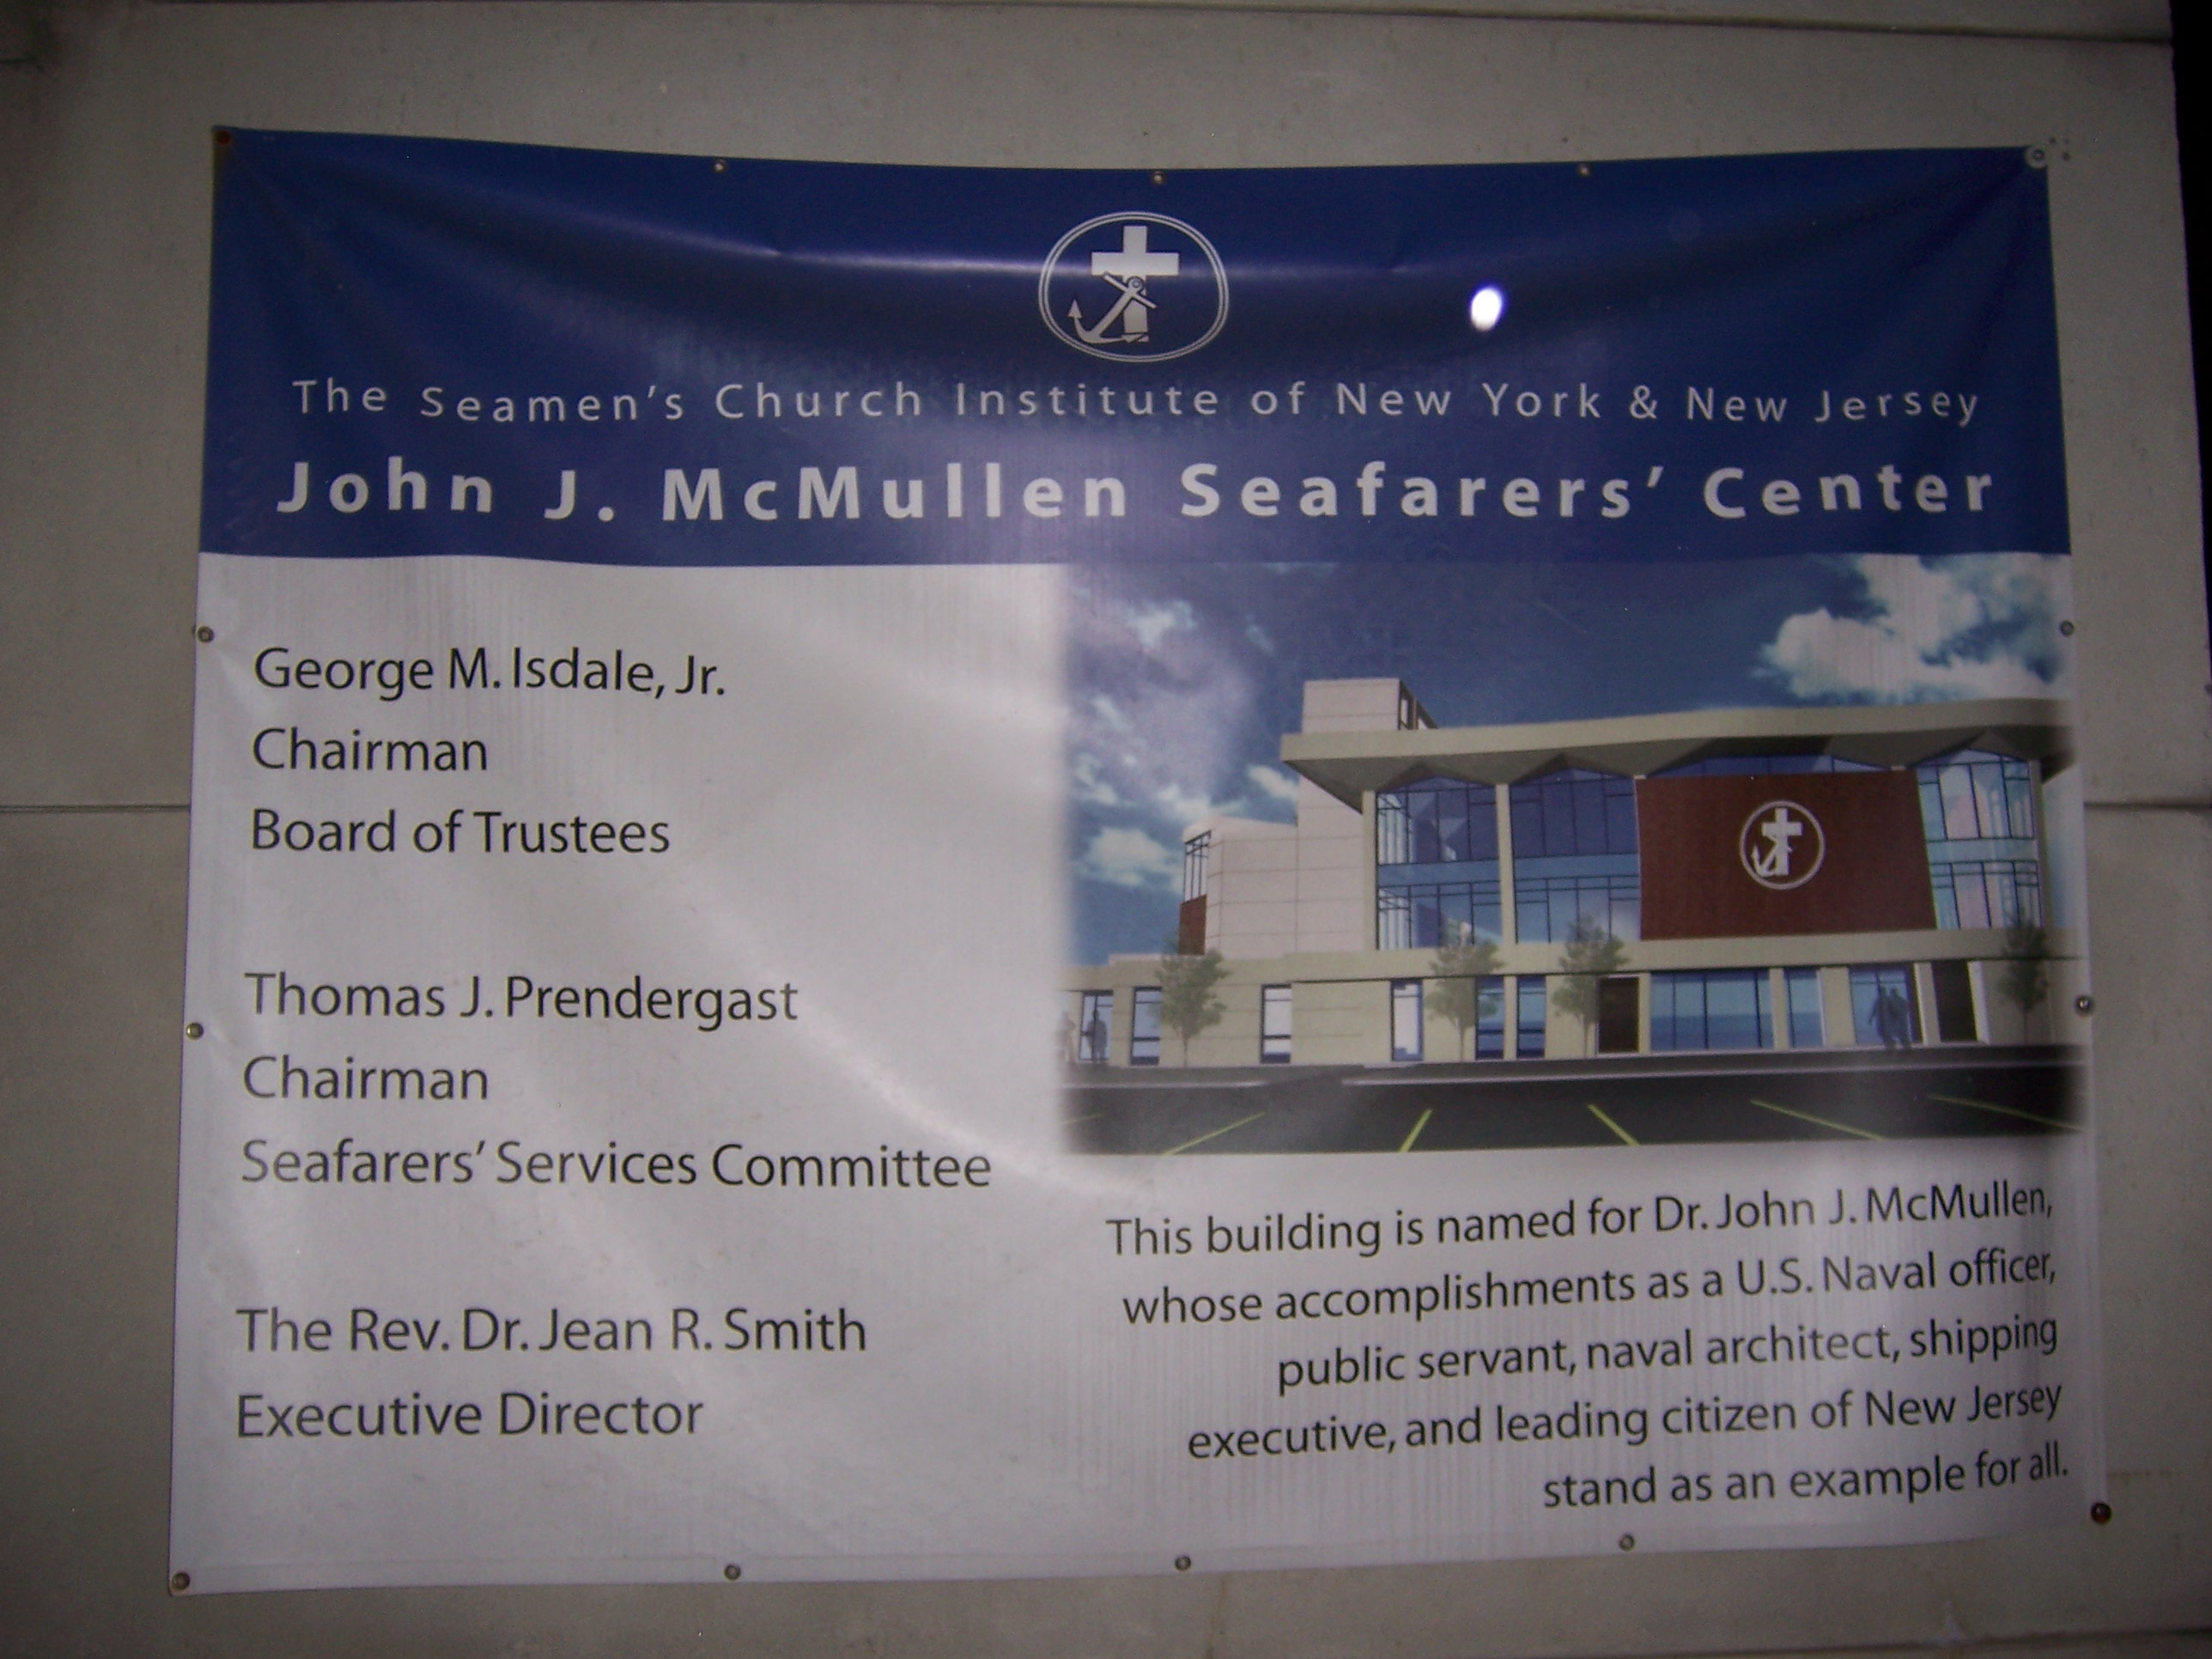 The Seamen's Church Institute of New York & New Jersey
John J. McMullen Seafarers' Center
George M. Isdale, Jr.
Chairman
Board of Trustees
Thomas J. Prendergast
Chairman
Seafarers' Services Committee
The Rev. Dr. Jean R. Smith
Executive Director
This building is named for Dr. John J. McMullen,
whose accomplishments as a U.S. Naval officer,
public servant, naval architect, shipping
executive, and leading citizen of New Jersey
stand as an example for all.